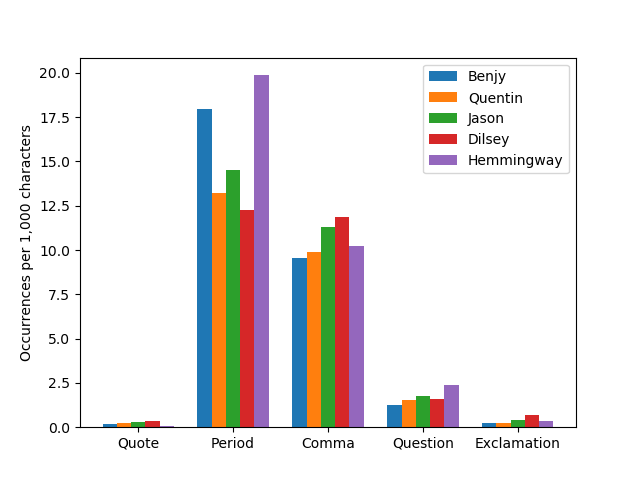 Occurrences per 1,000 characters
20.0
17.5
15.0
12.5
10.0
7.5
5.0
2.5
0.0
Benjy
Quentin
Jason
Dilsey
Hemmingway
Quote Period Comma Question Exclamation